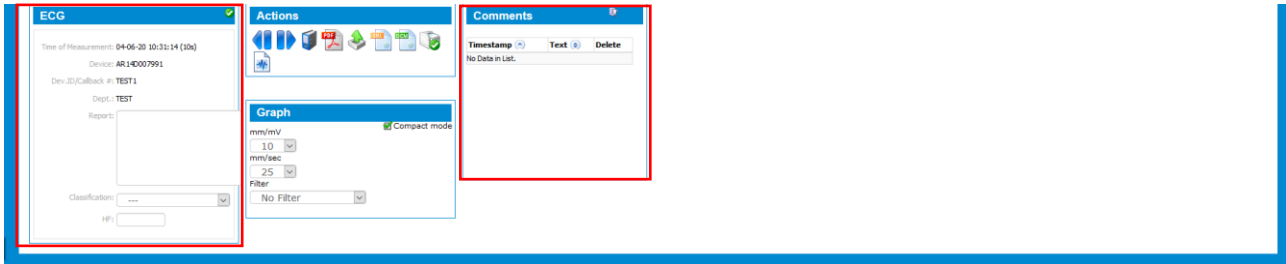 ECG
Time of Measurement: 04-06-20 10:31:14 (10s)
Device: AR14D007991
Dev.ID/Callback #: TEST1
Dept.: TEST
Report:
Classification: ---
HF:
Actions
PDF
Graph
Compact mode
mm/mV
10
mm/sec
25
Filter
No Filter
Comments
Timestamp Text Delete
No Data in List.